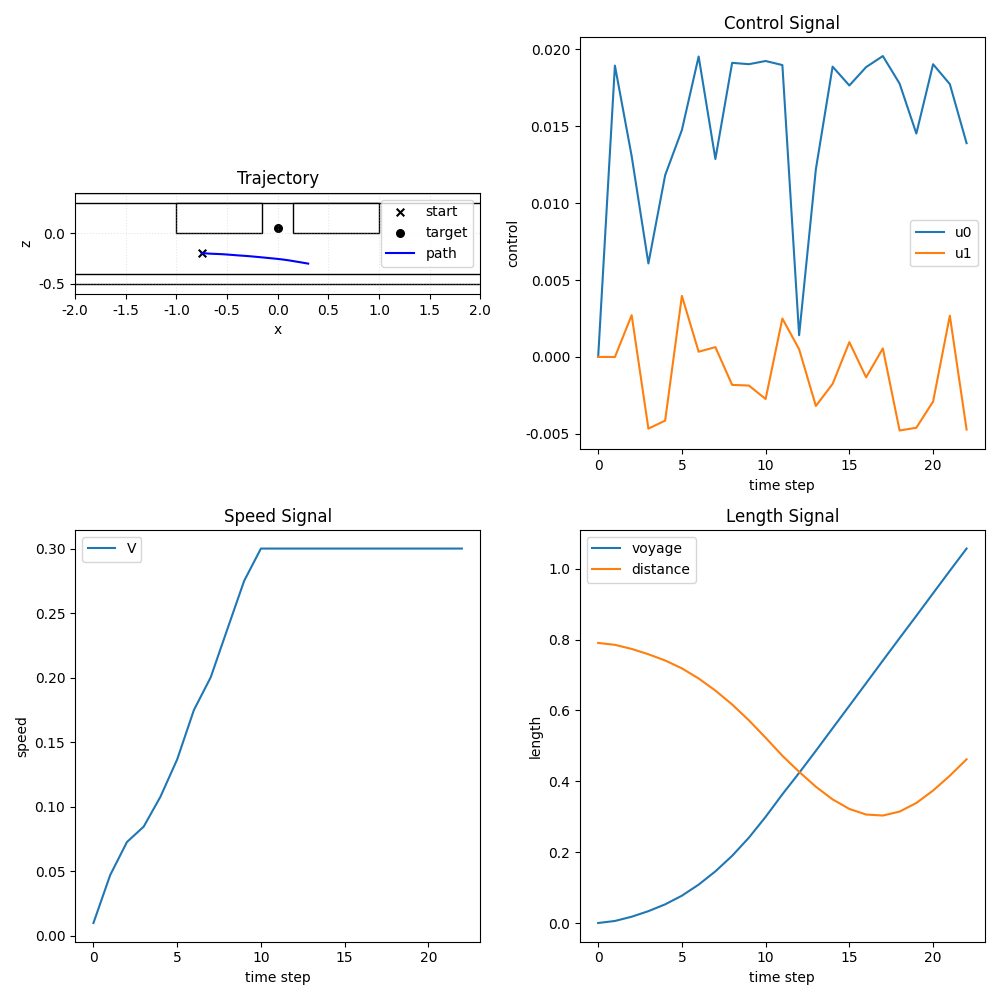 Trajectory
z
0.0
-0.5
start
target
path
-2.0 -1.5 -1.0 -0.5 0.0 0.5 1.0 1.5 2.0
x
Control Signal
control
0.020
0.015
0.010
0.005
0.000
-0.005
u0
u1
0 5 10 15 20
time step
Speed Signal
speed
V
0.30
0.25
0.20
0.15
0.10
0.05
0.00
0 5 10 15 20
time step
Length Signal
length
voyage
distance
1.0
0.8
0.6
0.4
0.2
0.0
0 5 10 15 20
time step